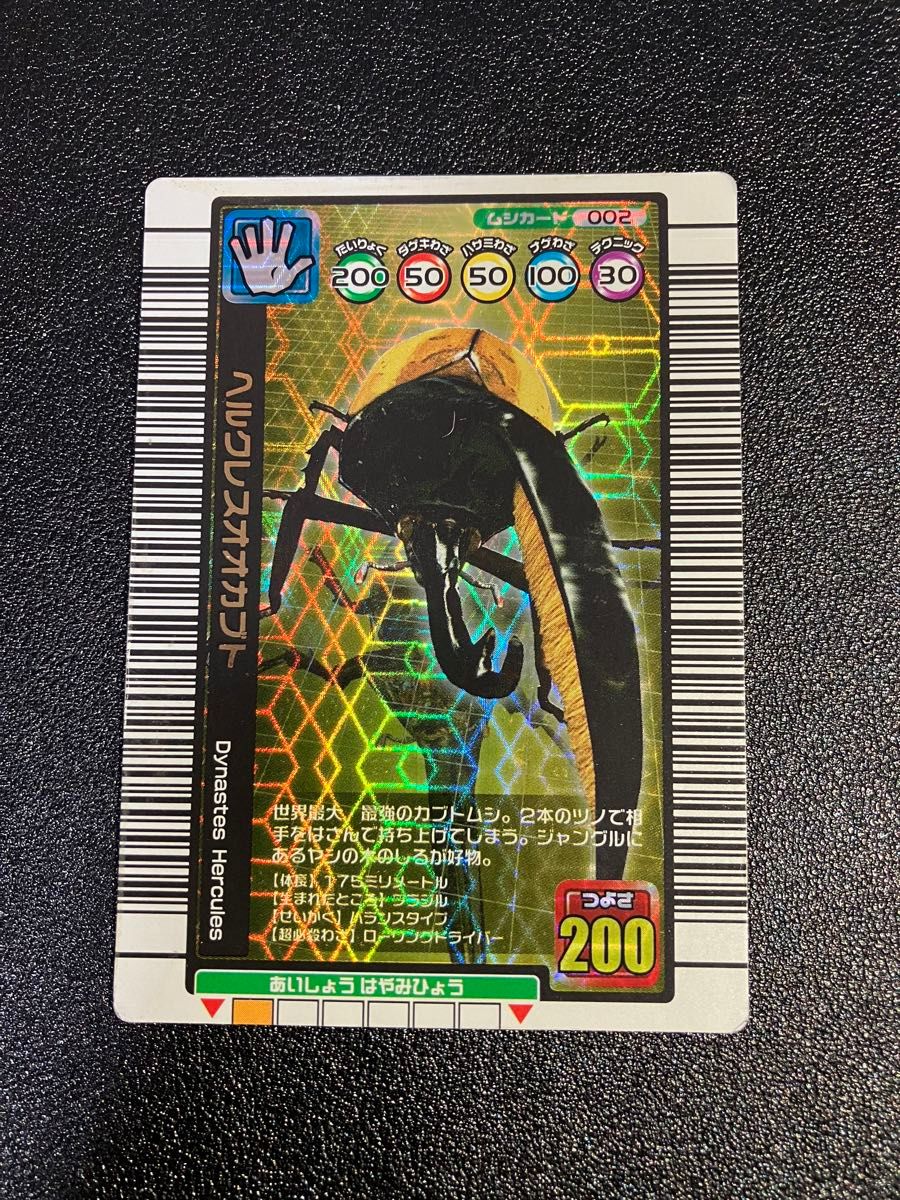 ムシカード 002
たいりょく ダゲキわざ ハサミわざ ナゲわざ テクニック
200 50 50 100 30
ヘルクレスオオカブト
Dynastes Hercules
世界最大、最強のカブトムシ。2本のツノで相
手をはさんで持ち上げてしまう。ジャングルに
あるヤシの木のしるが好物。
【体長】175ミリメートル
【生まれたところ】ブラジル
【せいかく】バランスタイプ
【超必殺わざ】ローリングドライバー
つよさ
200
あいしょう はやみひょう